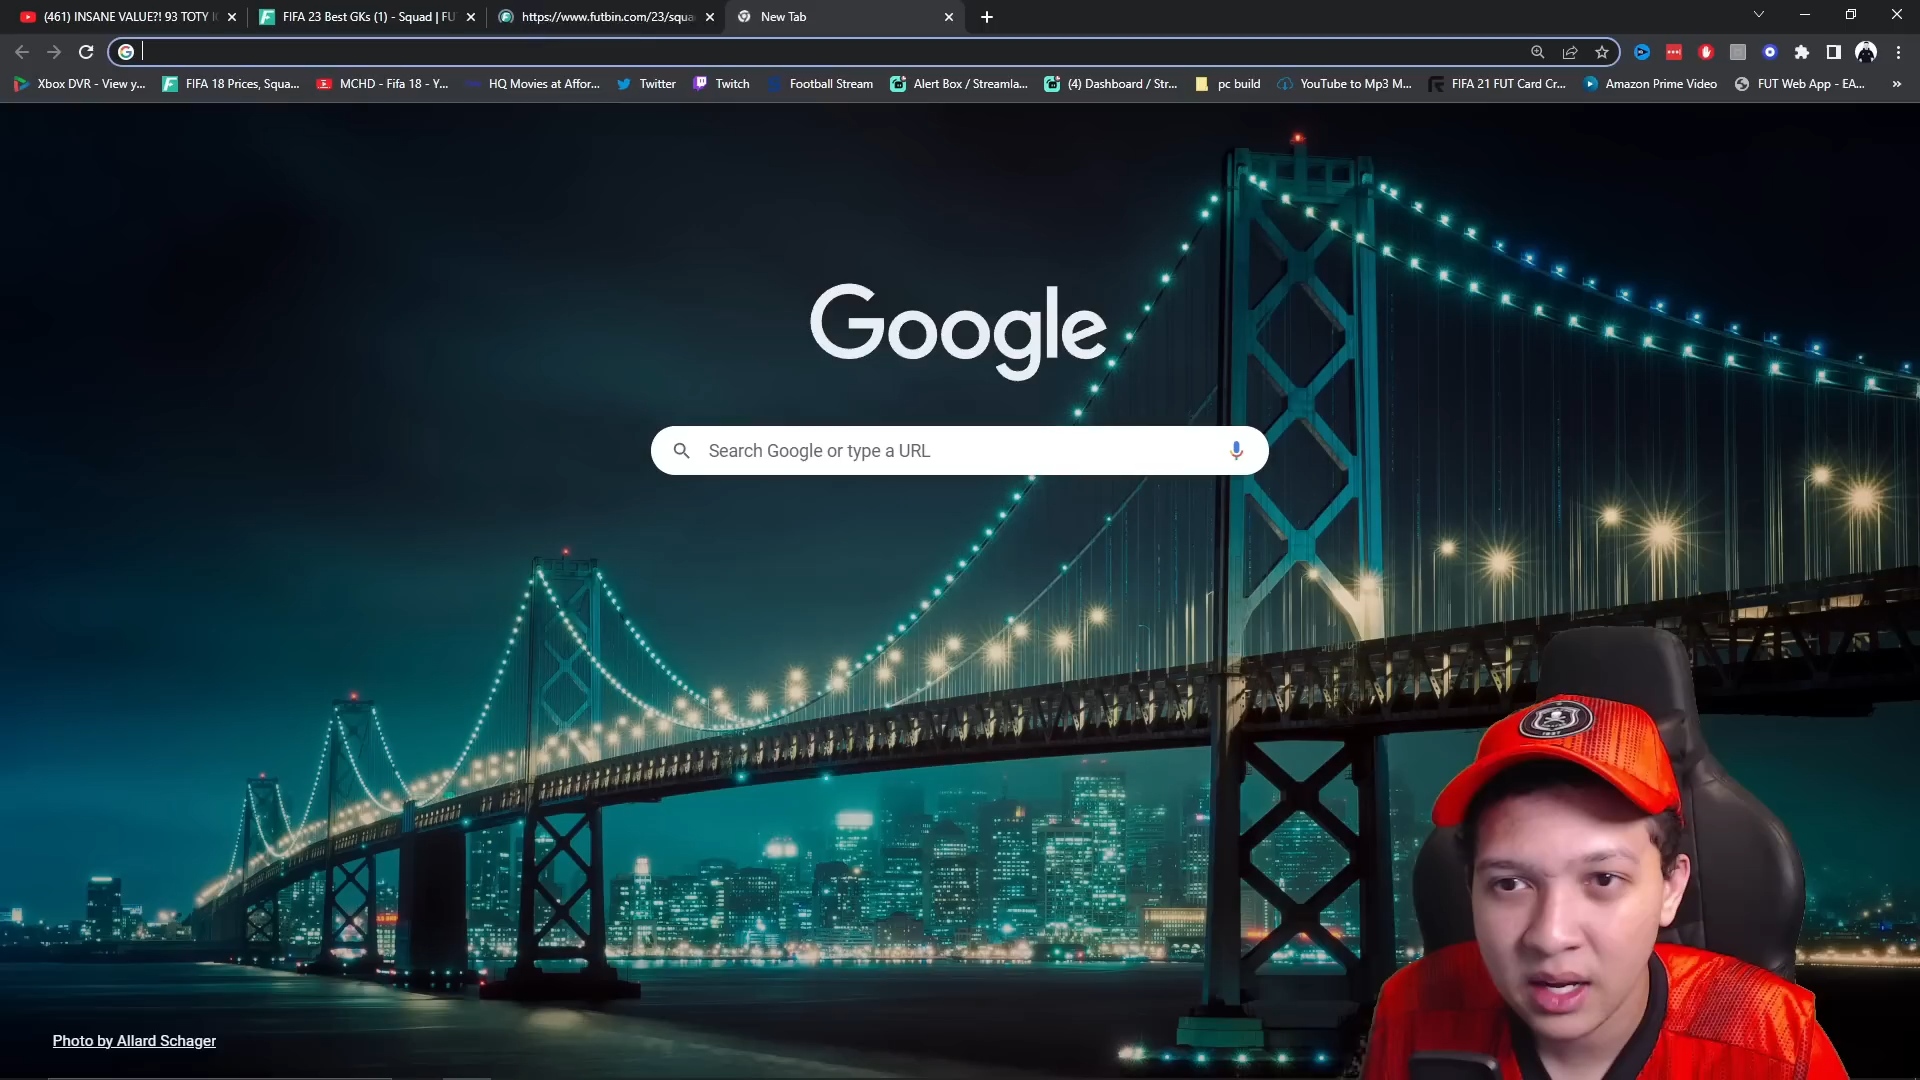 (461) INSANE VALUE?! 93 TOTY
FIFA 23 Best GKs (1) - Squad | FU
https://www.futbin.com/23/squa
New Tab
Xbox DVR - View y...
FIFA 18 Prices, Squa...
MCHD - Fifa 18 - Y...
HQ Movies at Affor...
Twitter
Twitch
Football Stream
Alert Box / Streamla...
(4) Dashboard / Str...
pc build
YouTube to Mp3 M...
FIFA 21 FUT Card Cr...
Amazon Prime Video
FUT Web App - EA...
»
Google
Search Google or type a URL
1937
Photo by Allard Schager